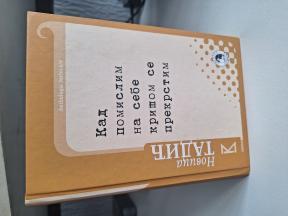 Новица
ТАДИЋ
Кад
помислим
на себе
кришом се
прекрстим